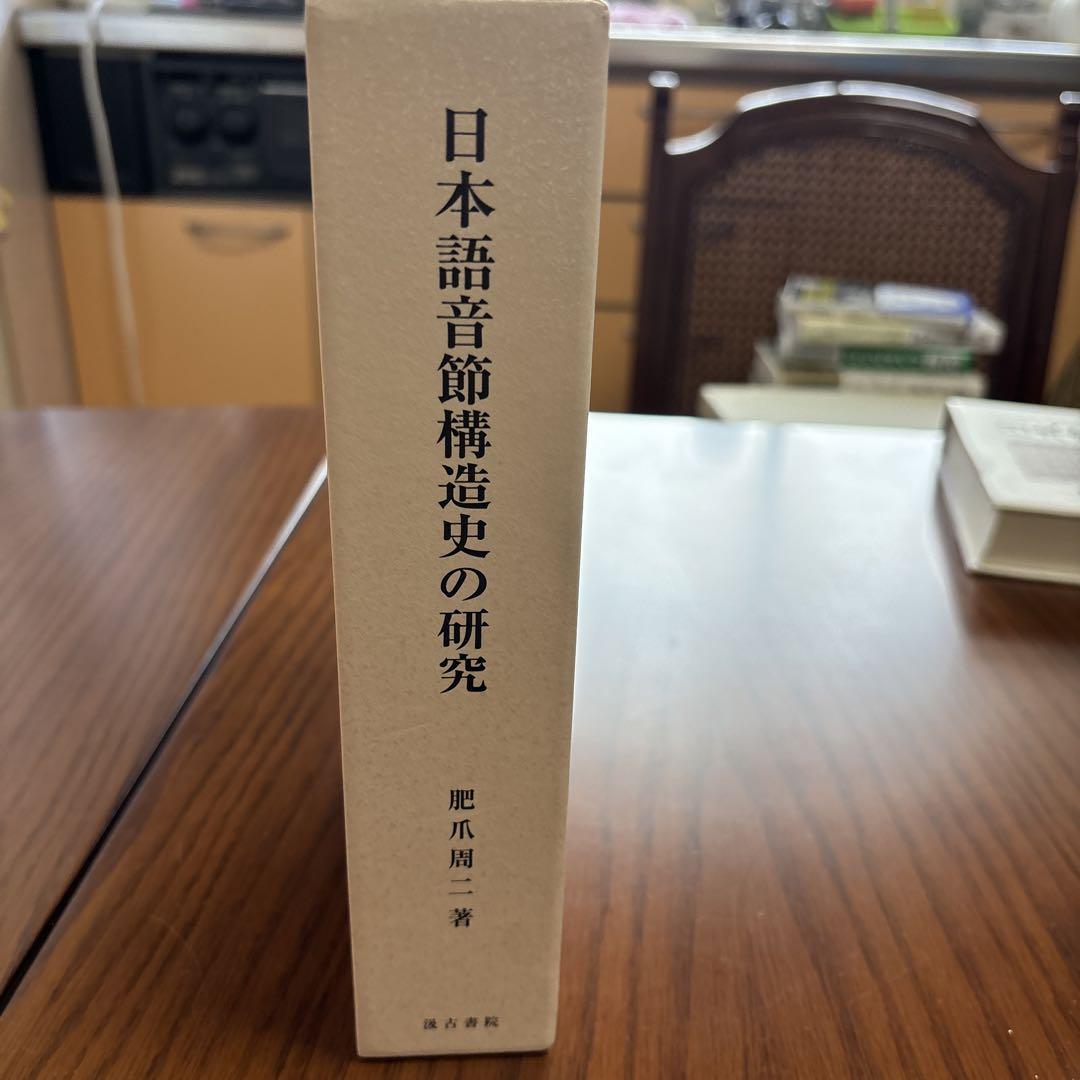 日本語音節構造史の研究
肥爪周二 著
汲古書院